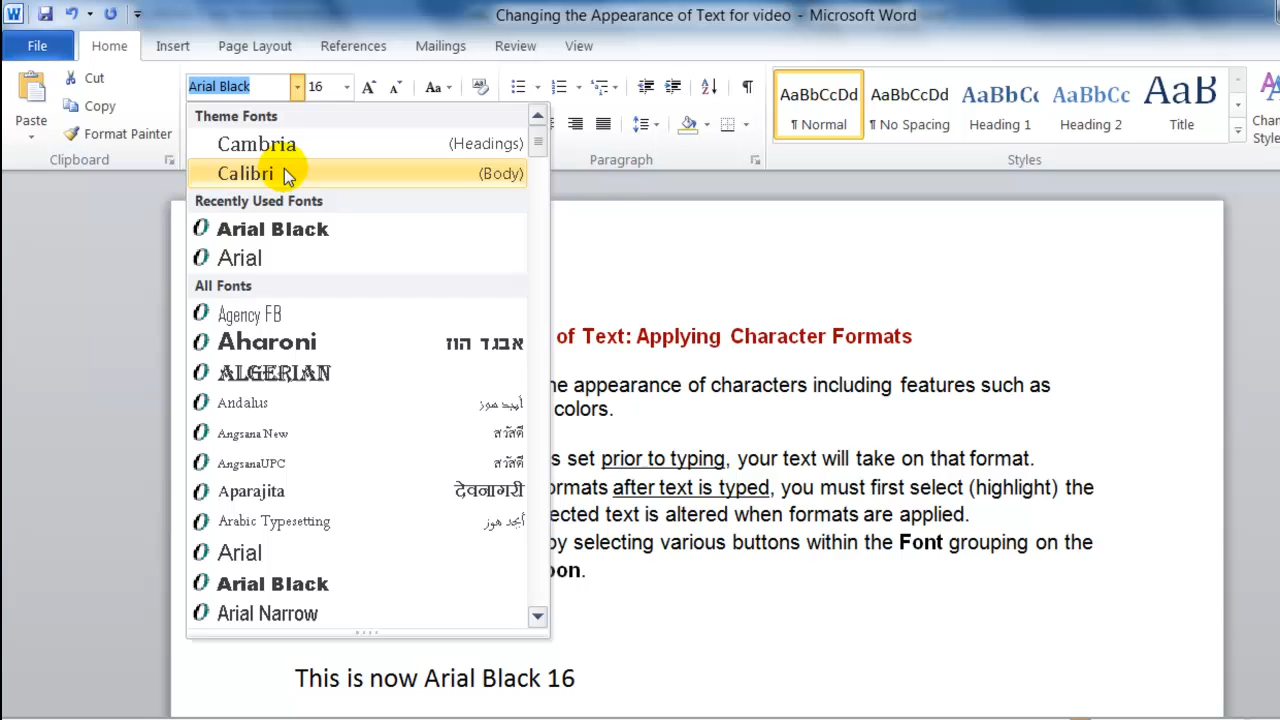 Changing the Appearance of Text for video - Microsoft Word
File Home Insert Page Layout References Mailings Review View
Paste
Cut
Copy
Format Painter
Clipboard
Arial Black 16
Aa
Paragraph
AaBbCcDd AaBbCcDd AaBbCc AaBbCc AaBbC
¶ Normal ¶ No Spacing Heading 1 Heading 2 Title
Styles
Theme Fonts
Cambria (Headings)
Calibri (Body)
Recently Used Fonts
Arial Black
Arial
All Fonts
Agency FB
Aharoni אבגד הוז
ALGERIAN
Andalus أبجد هوز
Angsana New สวัสดี
AngsanaUPC สวัสดี
Aparajita देवनागरी
Arabic Typesetting أبجد هوز
Arial
Arial Black
Arial Narrow
of Text: Applying Character Formats
appearance of characters including features such as
colors.
set prior to typing, your text will take on that format.
after text is typed, you must first select (highlight) the
text is altered when formats are applied.
by selecting various buttons within the Font grouping on the
This is now Arial Black 16